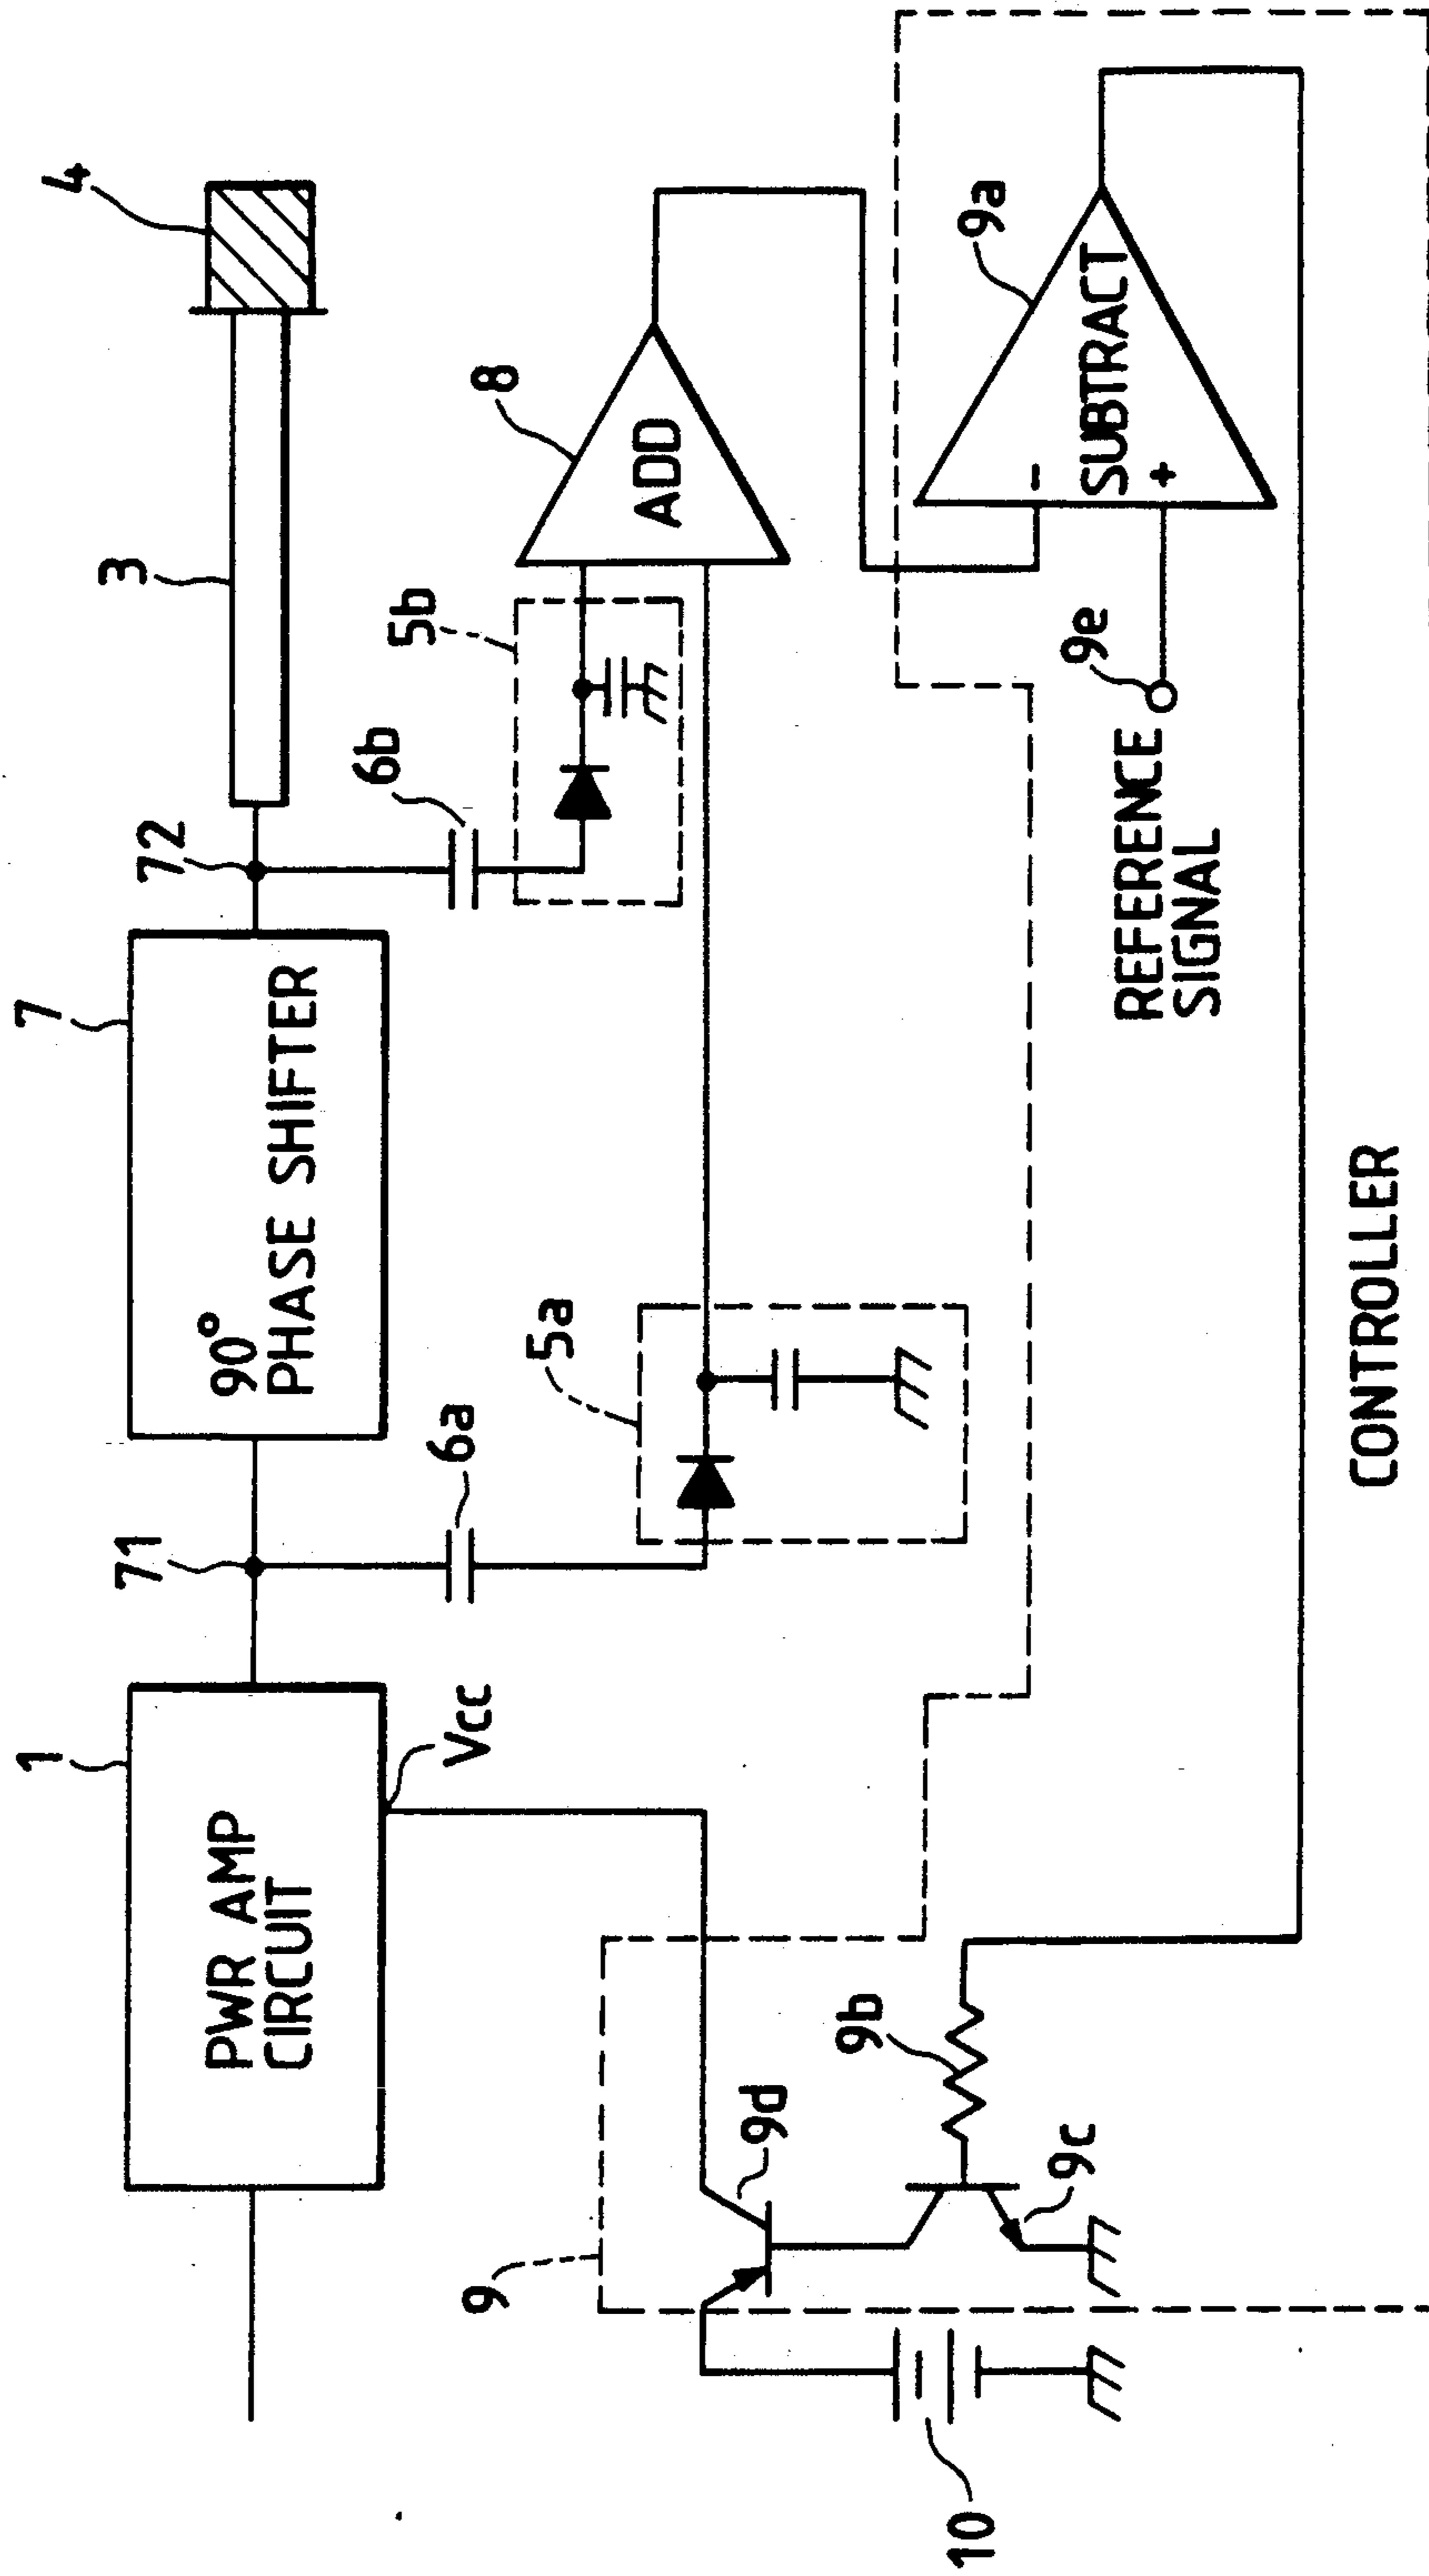 1
PWR AMP
CIRCUIT
Vcc
71
6a
5a
7
90°
PHASE SHIFTER
72
6b
5b
3
4
8
ADD
9
9d
9b
9c
10
9a
-
SUBTRACT
+
9e
REFERENCE
SIGNAL
CONTROLLER